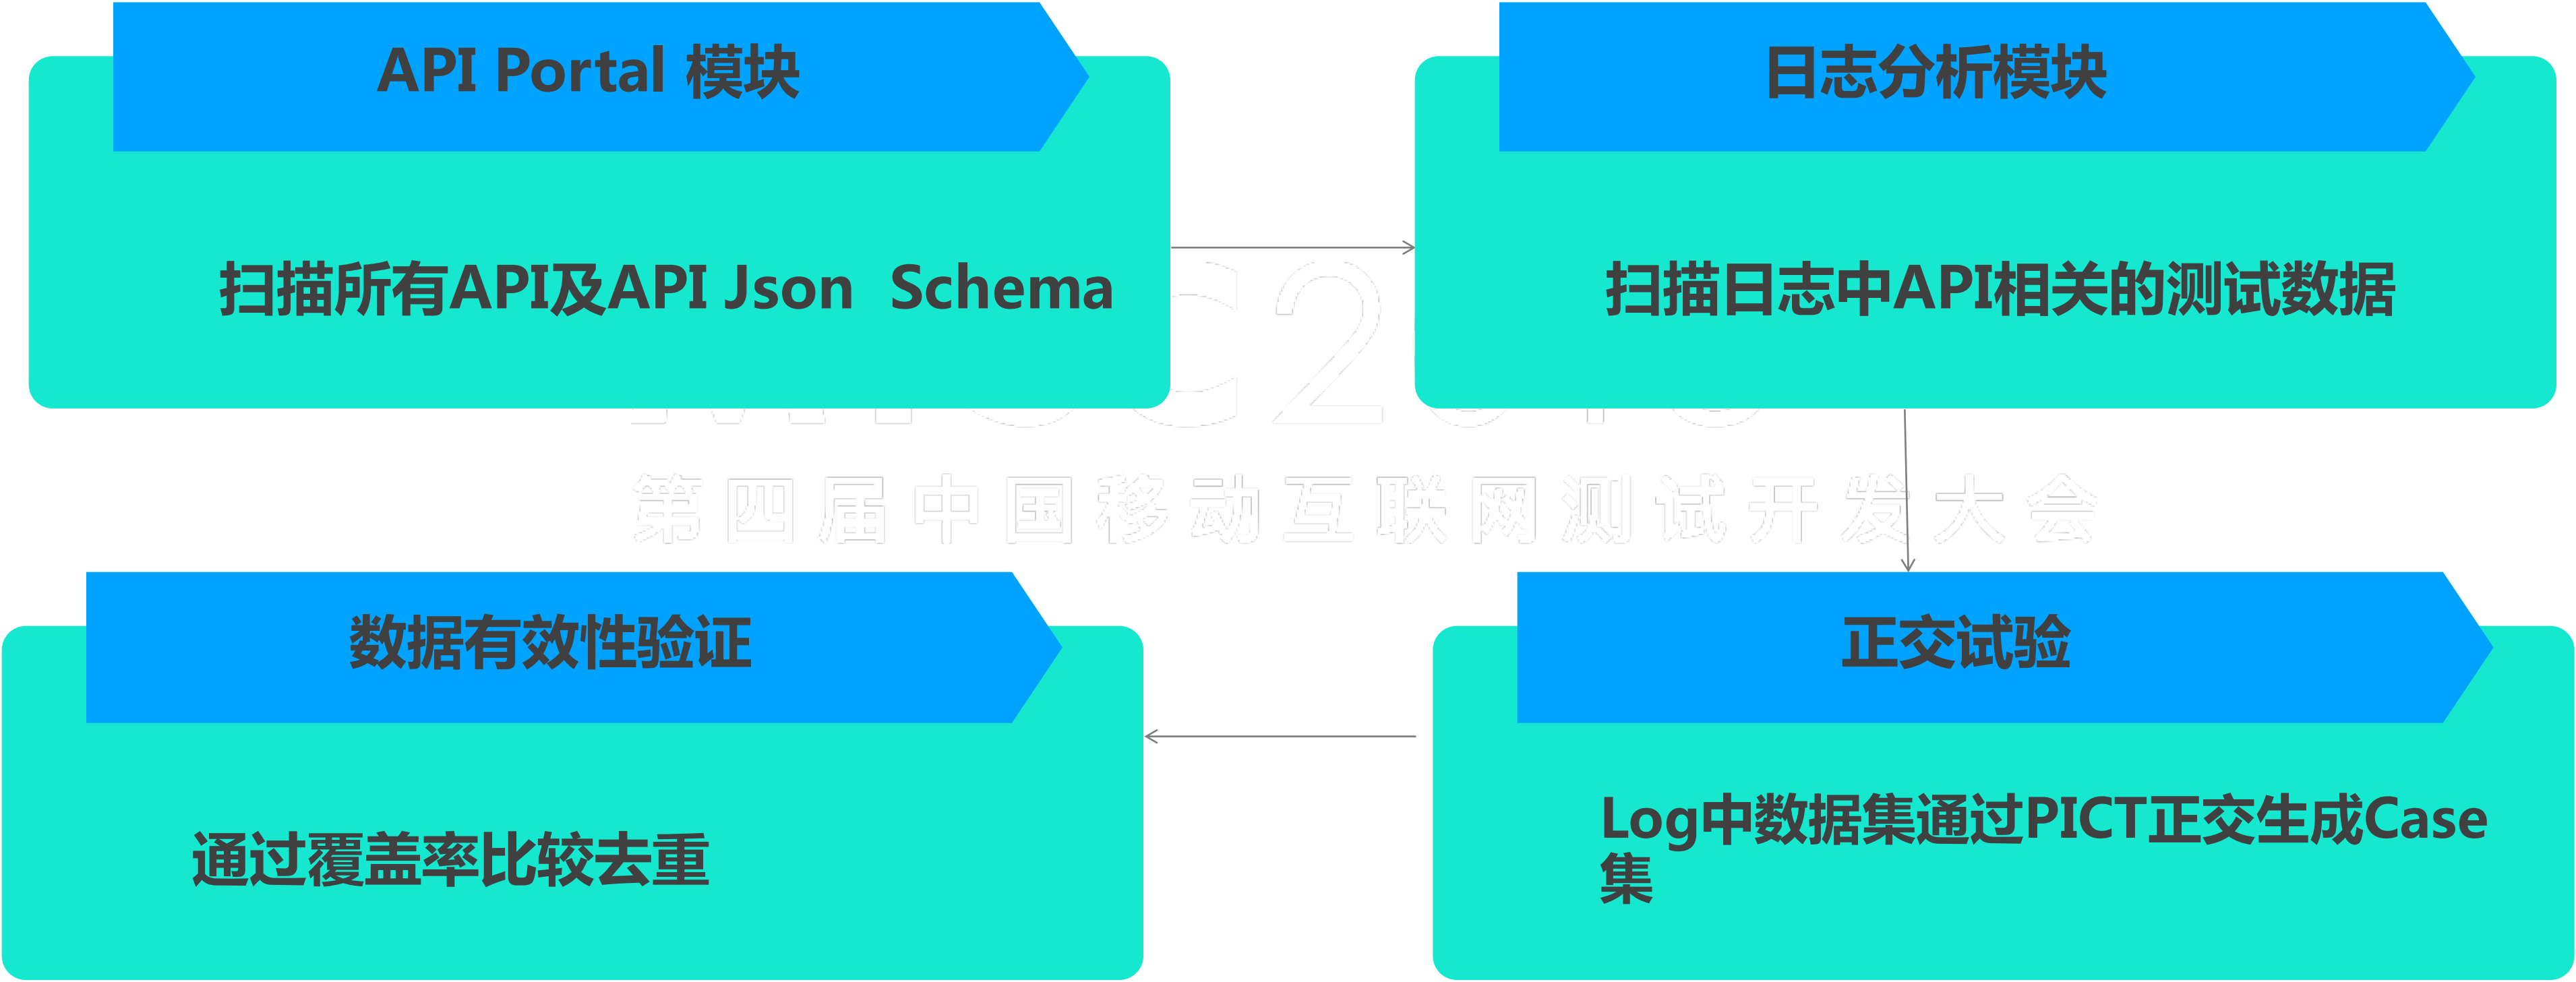 API Portal 模块
日志分析模块
扫描所有API及API Json  Schema
扫描日志中API相关的测试数据
第四届中国移动互联网测试开发大会
数据有效性验证
正交试验
通过覆盖率比较去重
Log中数据集通过PICT正交生成Case
集